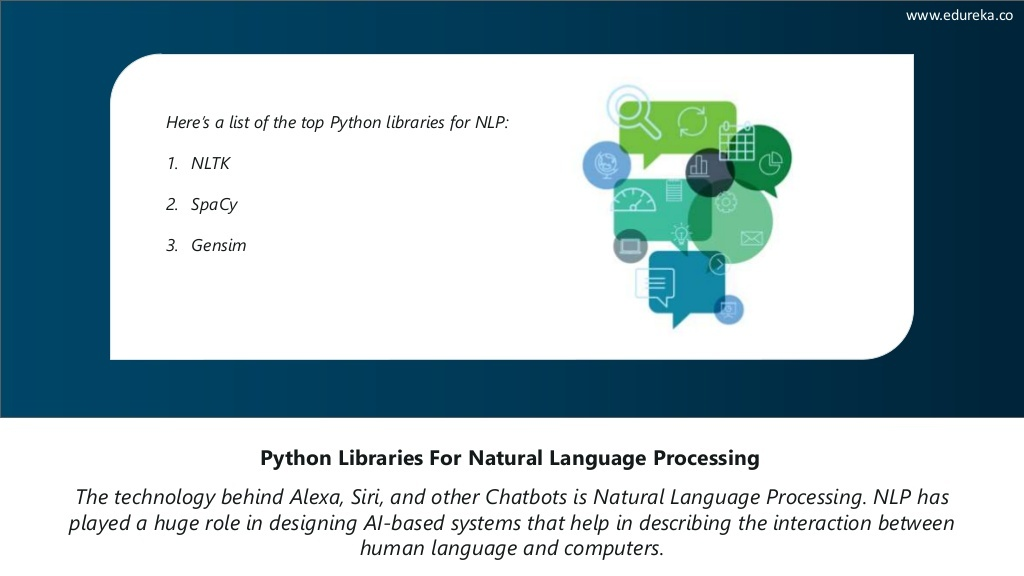 www.edureka.co
Here's a list of the top Python libraries for NLP:
1. NLTK
2. SpaCy
3. Gensim
Python Libraries For Natural Language Processing
The technology behind Alexa, Siri, and other Chatbots is Natural Language Processing. NLP has
played a huge role in designing AI-based systems that help in describing the interaction between
human language and computers.